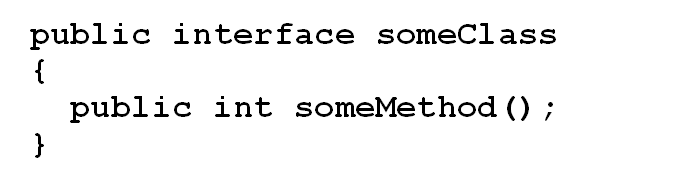 public interface someClass
{
  public int someMethod();
}